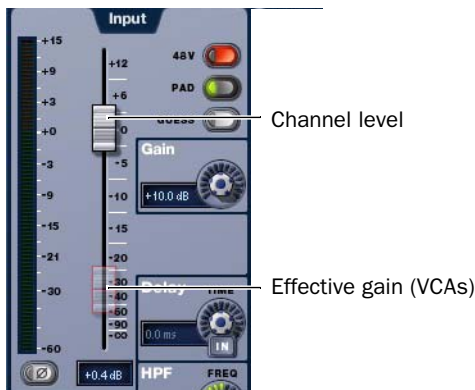 Input
+15
+9
+3
+0
-3
-9
-15
-21
-30
-60
+12
+6
0
-5
-10
-15
-20
-30
-40
-60
-90
-∞
48V
PAD
GUESS
Channel level
Gain
+10.0 dB
Effective gain (VCAs)
Delay
TIME
0.0 ms
IN
Ø
+0.4 dB
HPF
FREQ